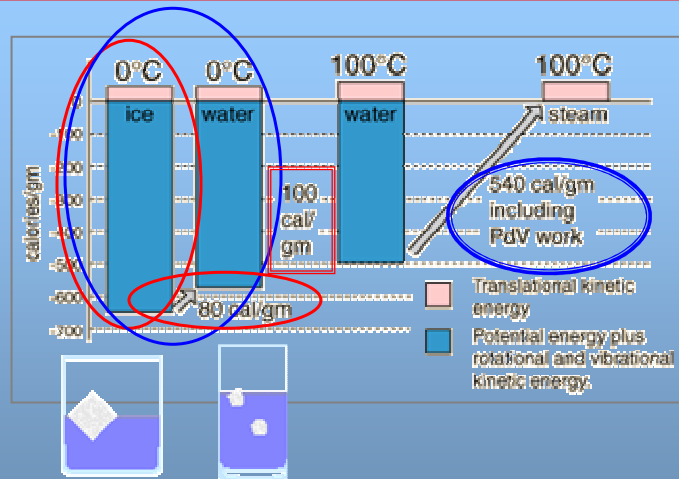 0°C 0°C 100°C 100°C
0
ice water water steam
-100
-200
-300
-400
-500
-600
-700
calories/gm
100
cal/
gm
540 cal/gm
including
PdV work
80 cal/gm
Translational kinetic
energy
Potential energy plus
rotational and vibrational
kinetic energy.